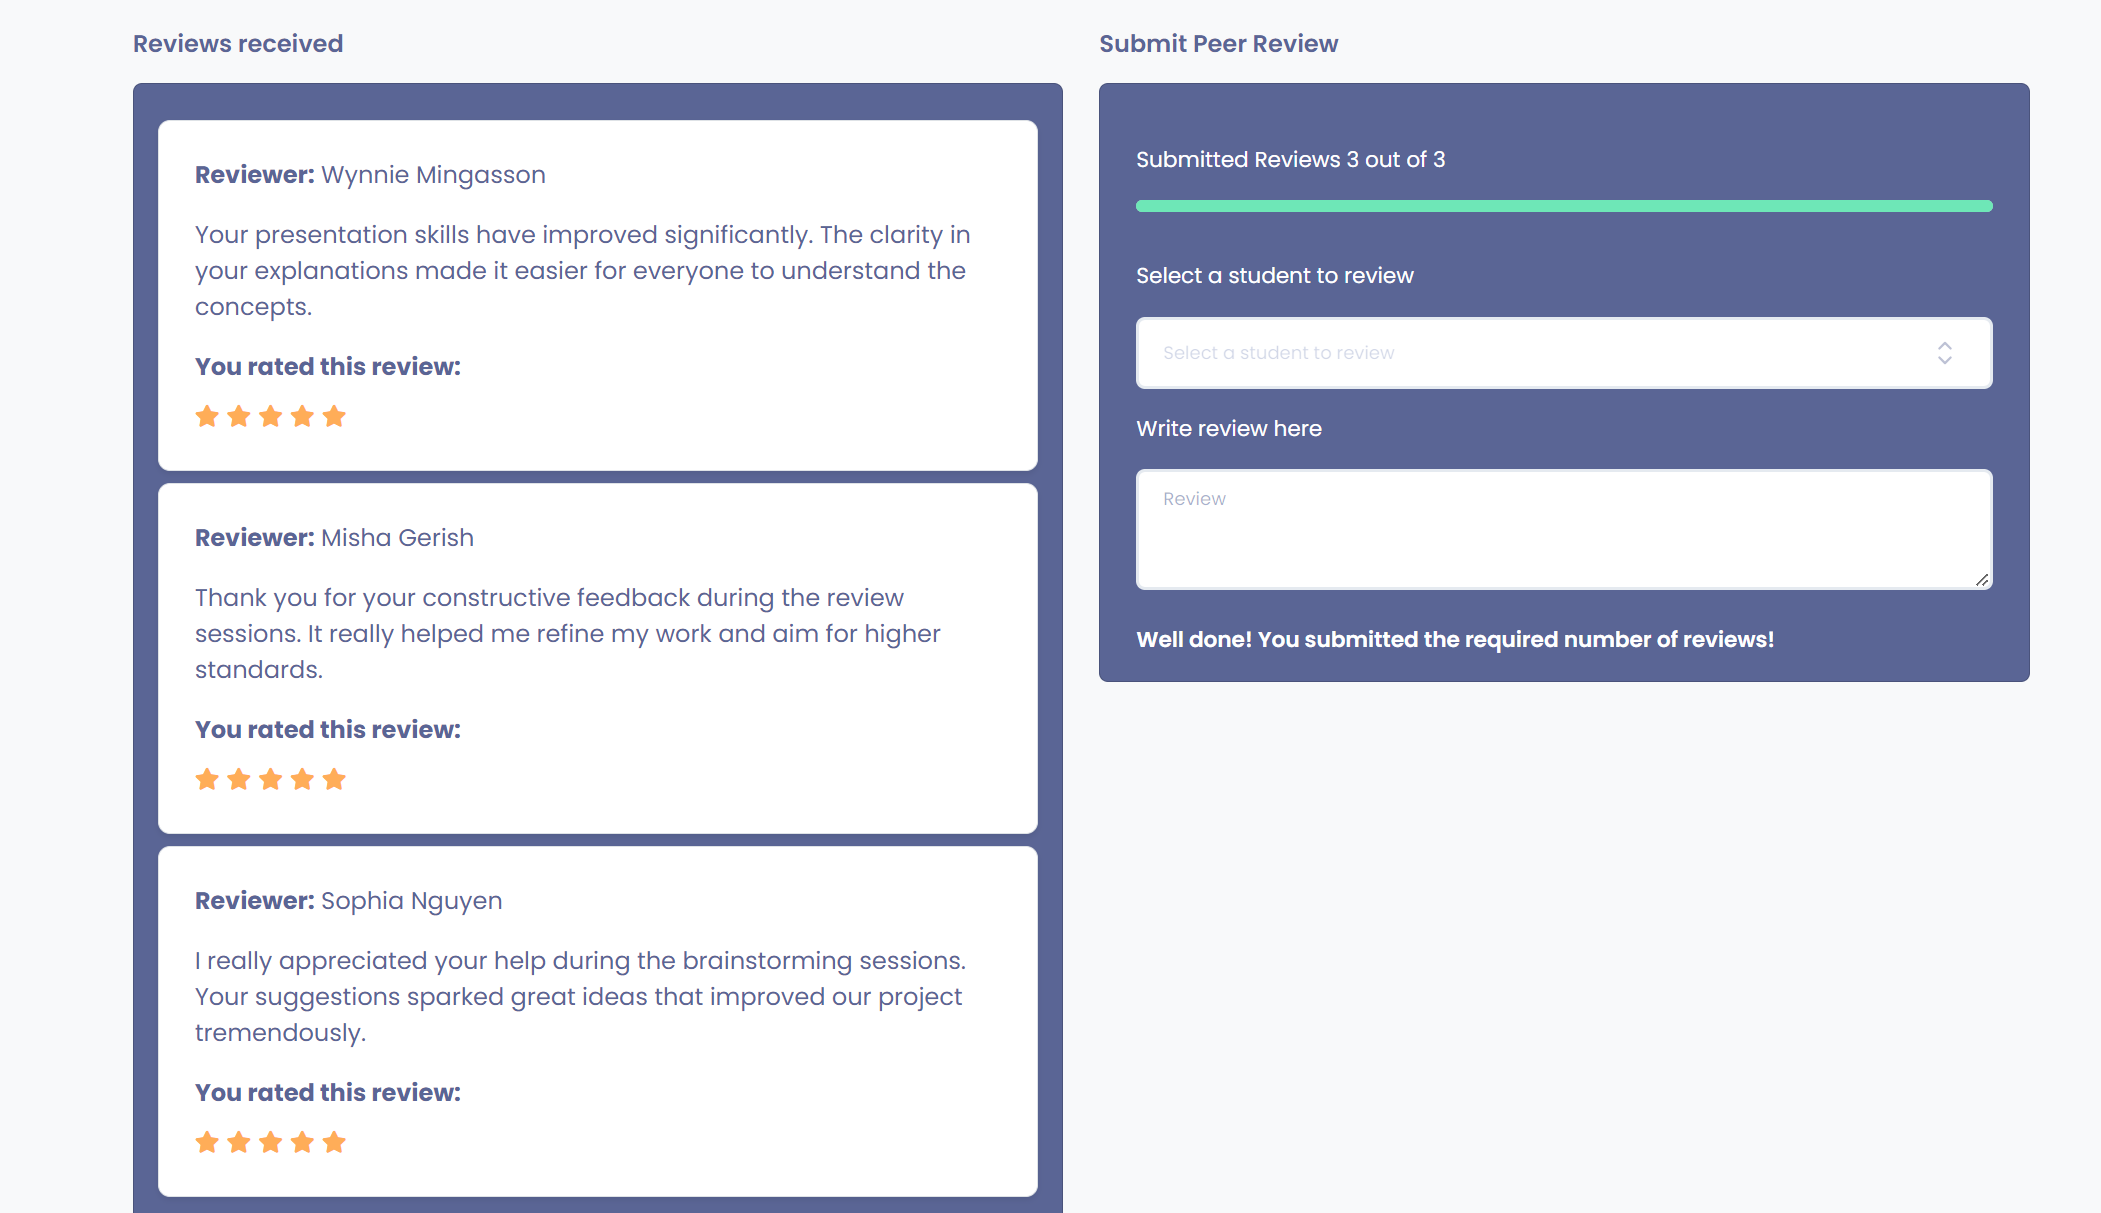 Reviews received
Reviewer: Wynnie Mingasson
Your presentation skills have improved significantly. The clarity in
your explanations made it easier for everyone to understand the
concepts.
You rated this review:
Reviewer: Misha Gerish
Thank you for your constructive feedback during the review
sessions. It really helped me refine my work and aim for higher
standards.
You rated this review:
Reviewer: Sophia Nguyen
I really appreciated your help during the brainstorming sessions.
Your suggestions sparked great ideas that improved our project
tremendously.
You rated this review:
Submit Peer Review
Submitted Reviews 3 out of 3
Select a student to review
Select a student to review
Write review here
Review
Well done! You submitted the required number of reviews!